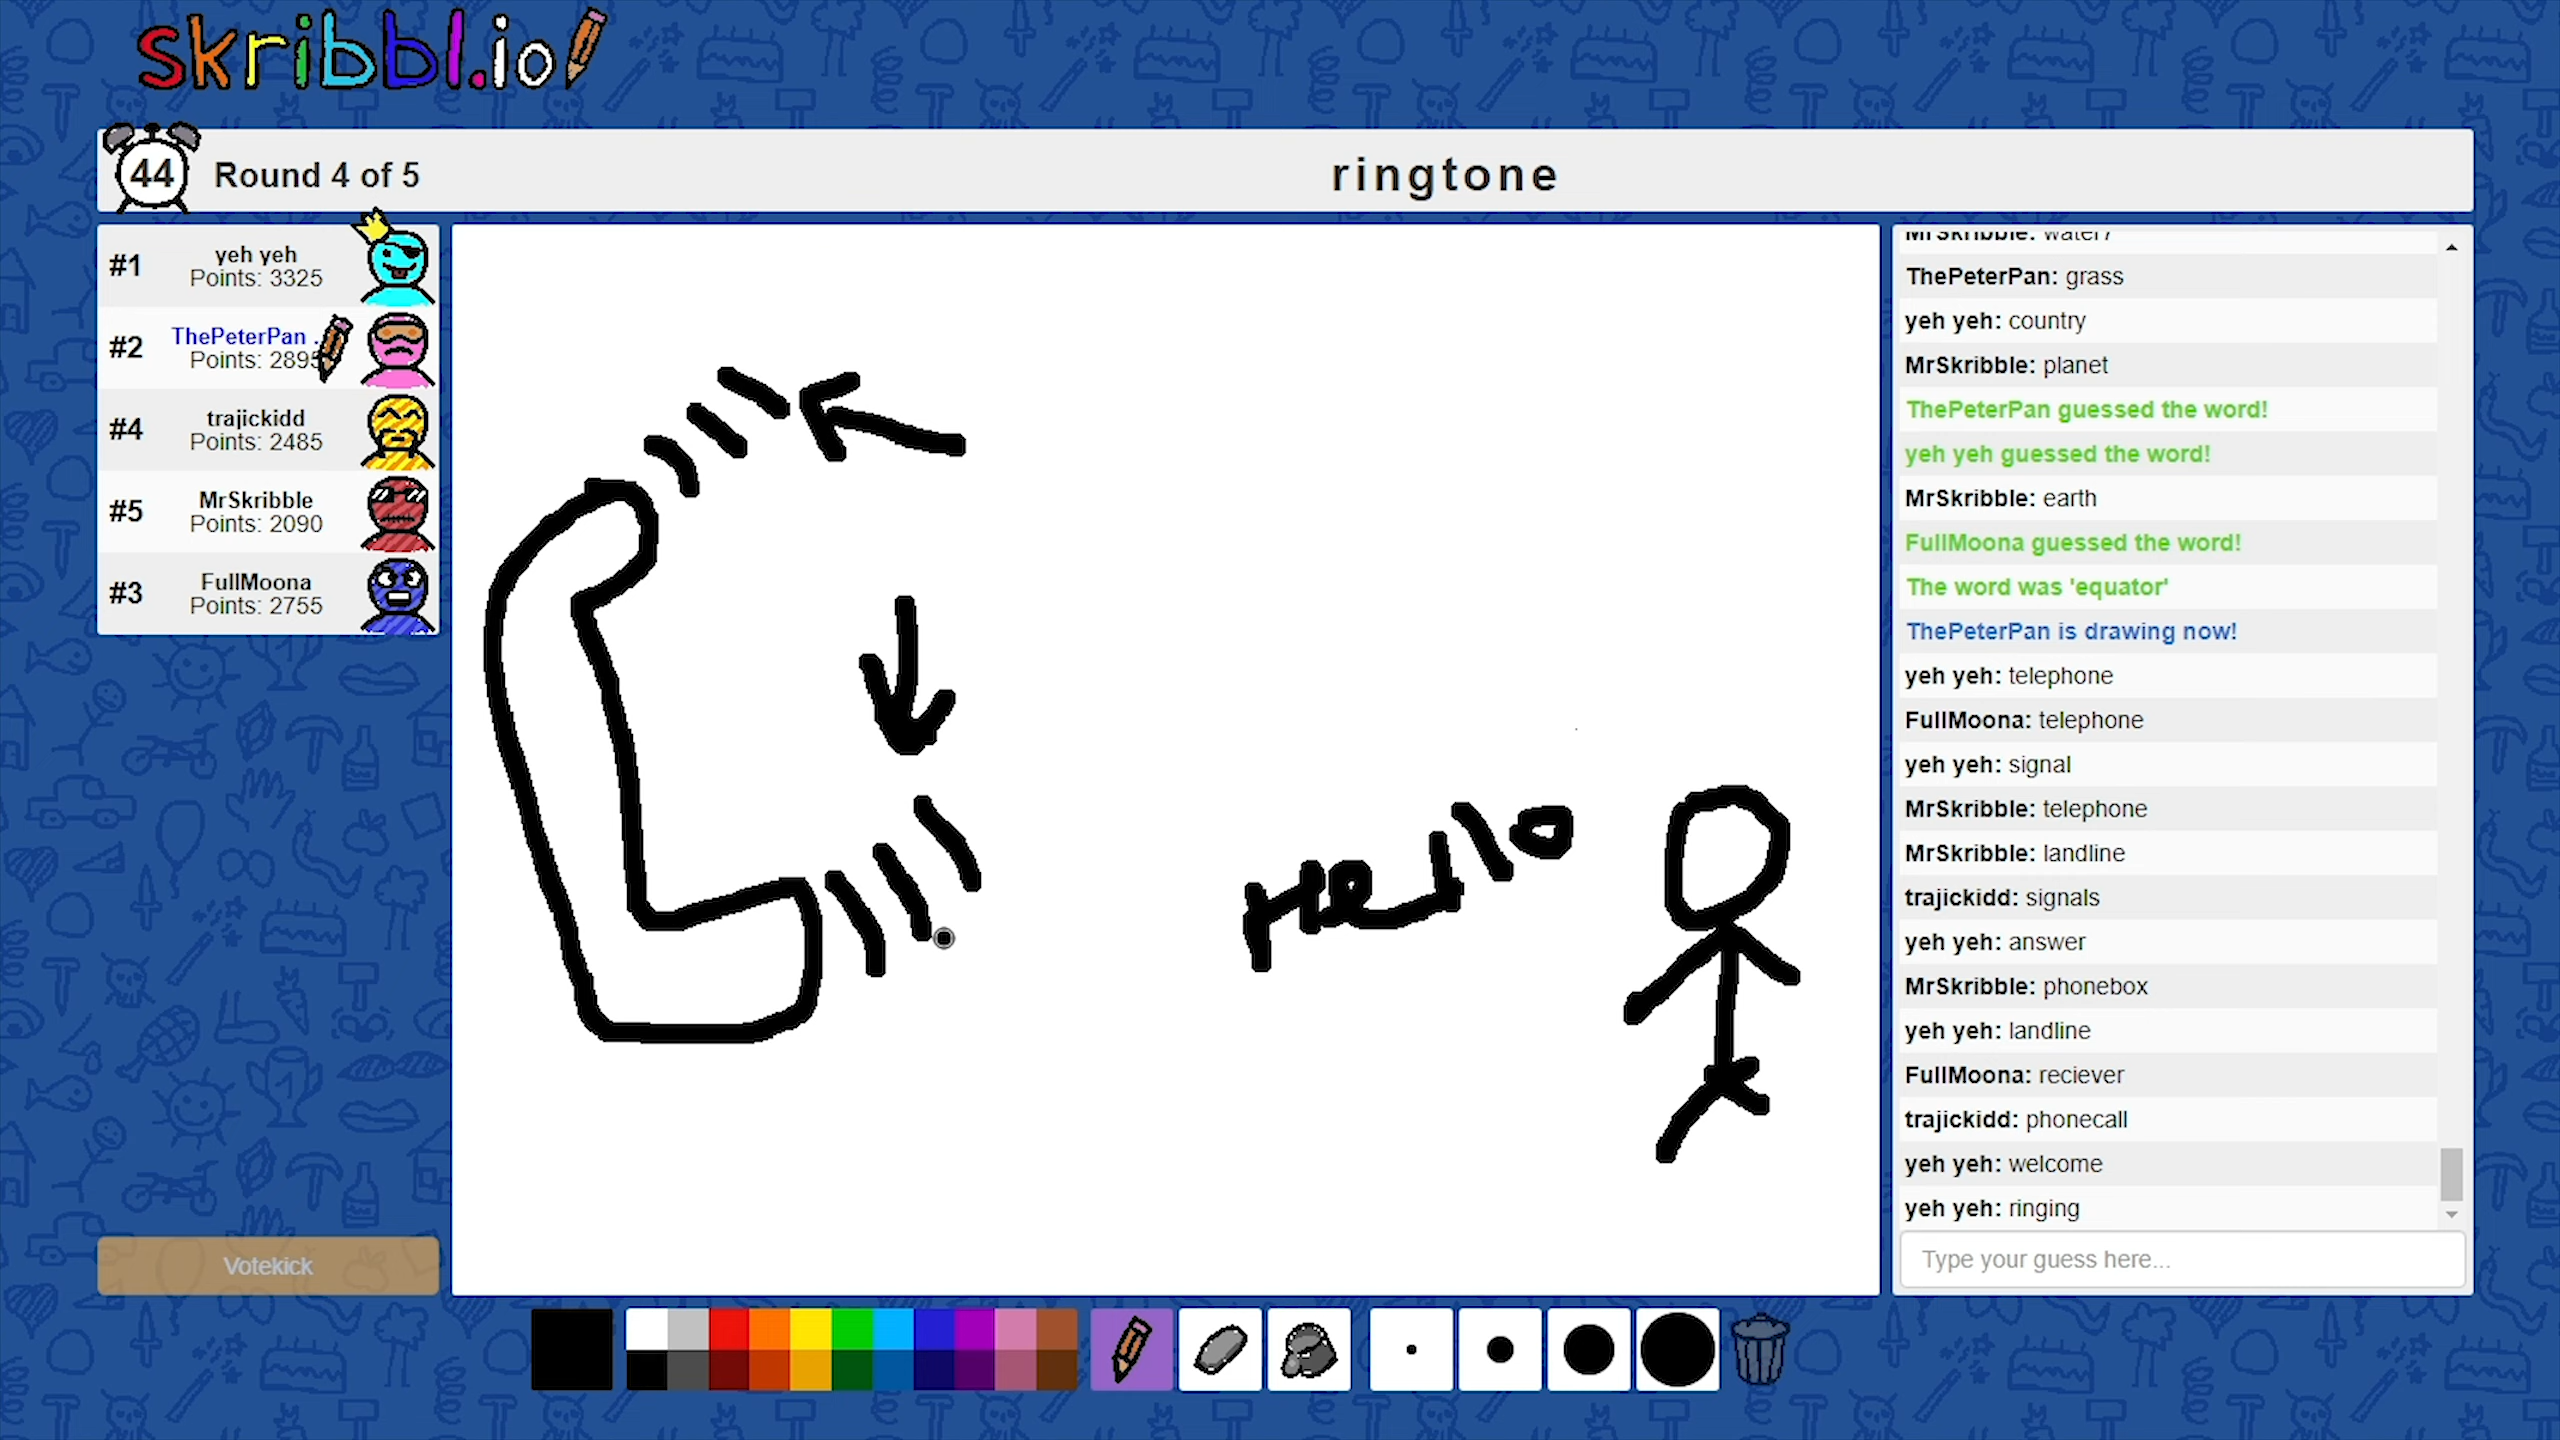 skribbl.io
44
Round 4 of 5
ringtone
#1
yeh yeh
Points: 3325
#2
ThePeterPan ..
Points: 2895
#4
trajickidd
Points: 2485
#5
MrSkribble
Points: 2090
#3
FullMoona
Points: 2755
Votekick
Hello
MrSkribble: water7
ThePeterPan: grass
yeh yeh: country
MrSkribble: planet
ThePeterPan guessed the word!
yeh yeh guessed the word!
MrSkribble: earth
FullMoona guessed the word!
The word was 'equator'
ThePeterPan is drawing now!
yeh yeh: telephone
FullMoona: telephone
yeh yeh: signal
MrSkribble: telephone
MrSkribble: landline
trajickidd: signals
yeh yeh: answer
MrSkribble: phonebox
yeh yeh: landline
FullMoona: reciever
trajickidd: phonecall
yeh yeh: welcome
yeh yeh: ringing
Type your guess here...